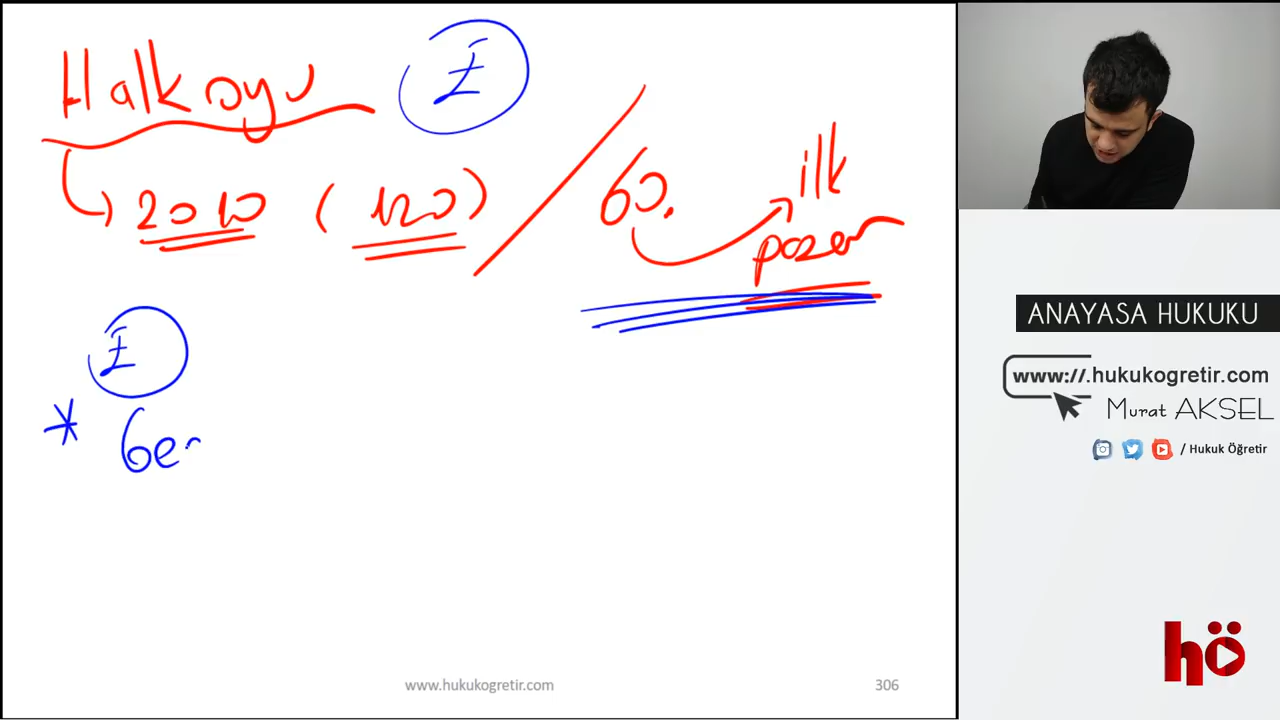 Halkoyu İ
2010 (120) / 60. ilk
pazar
İ
* Ge
www.hukukogretir.com 306
ANAYASA HUKUKU
www://.hukukogretir.com
Murat AKSEL
/ Hukuk Öğretir
hö